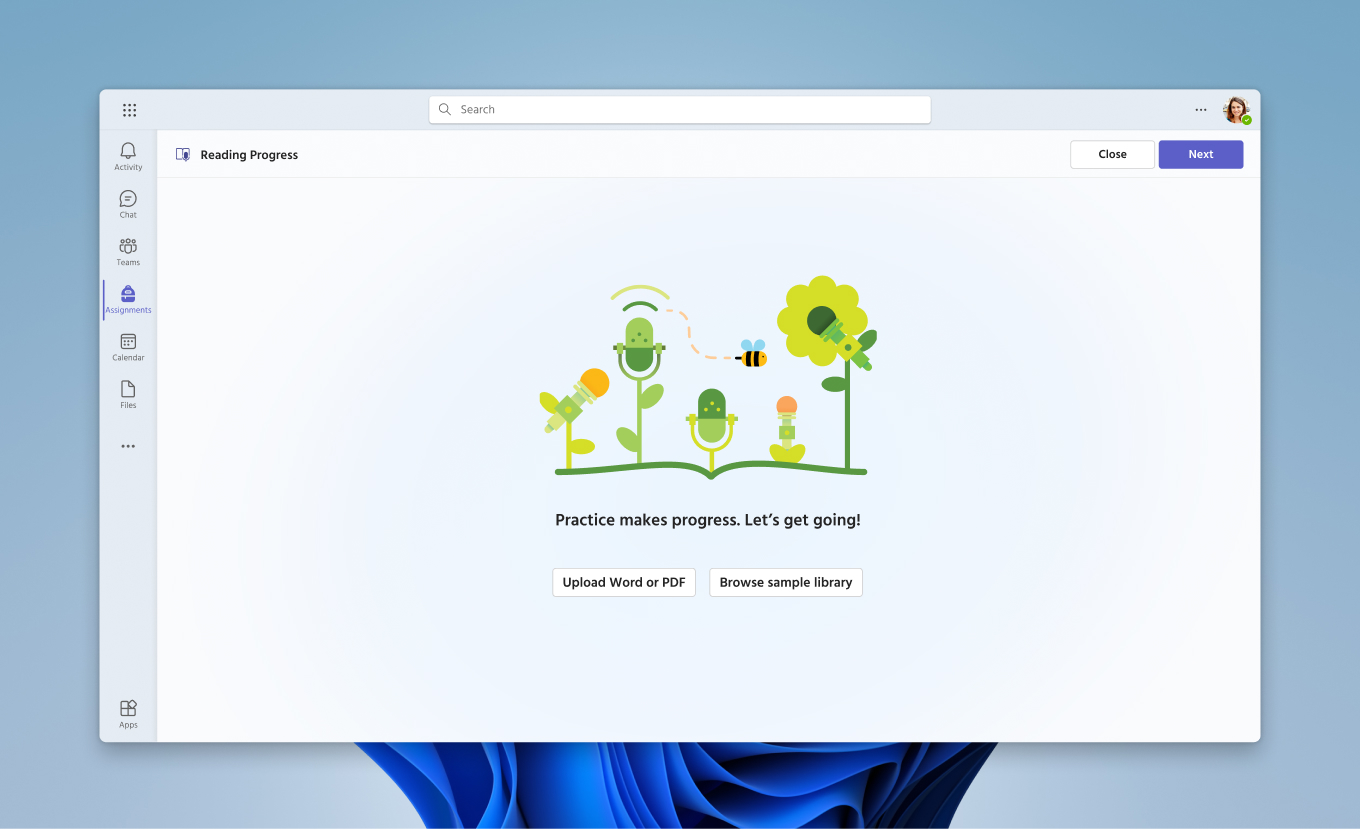 Search
Activity
Chat
Teams
Assignments
Calendar
Files
Apps
Reading Progress
Close
Next
Practice makes progress. Let’s get going!
Upload Word or PDF
Browse sample library